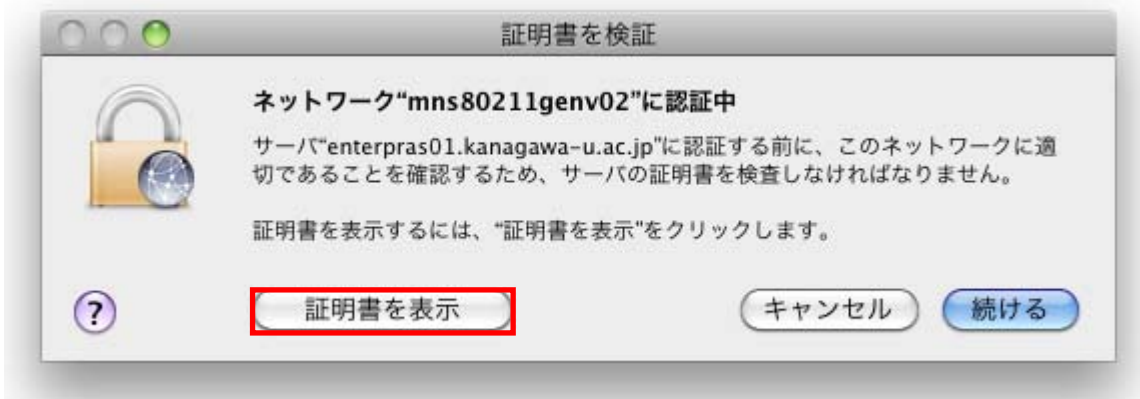 証明書を検証
ネットワーク“mns80211genv02”に認証中
サーバ“enterpras01.kanagawa-u.ac.jp”に認証する前に、このネットワークに適
切であることを確認するため、サーバの証明書を検査しなければなりません。
証明書を表示するには、“証明書を表示”をクリックします。
?
証明書を表示
キャンセル
続ける